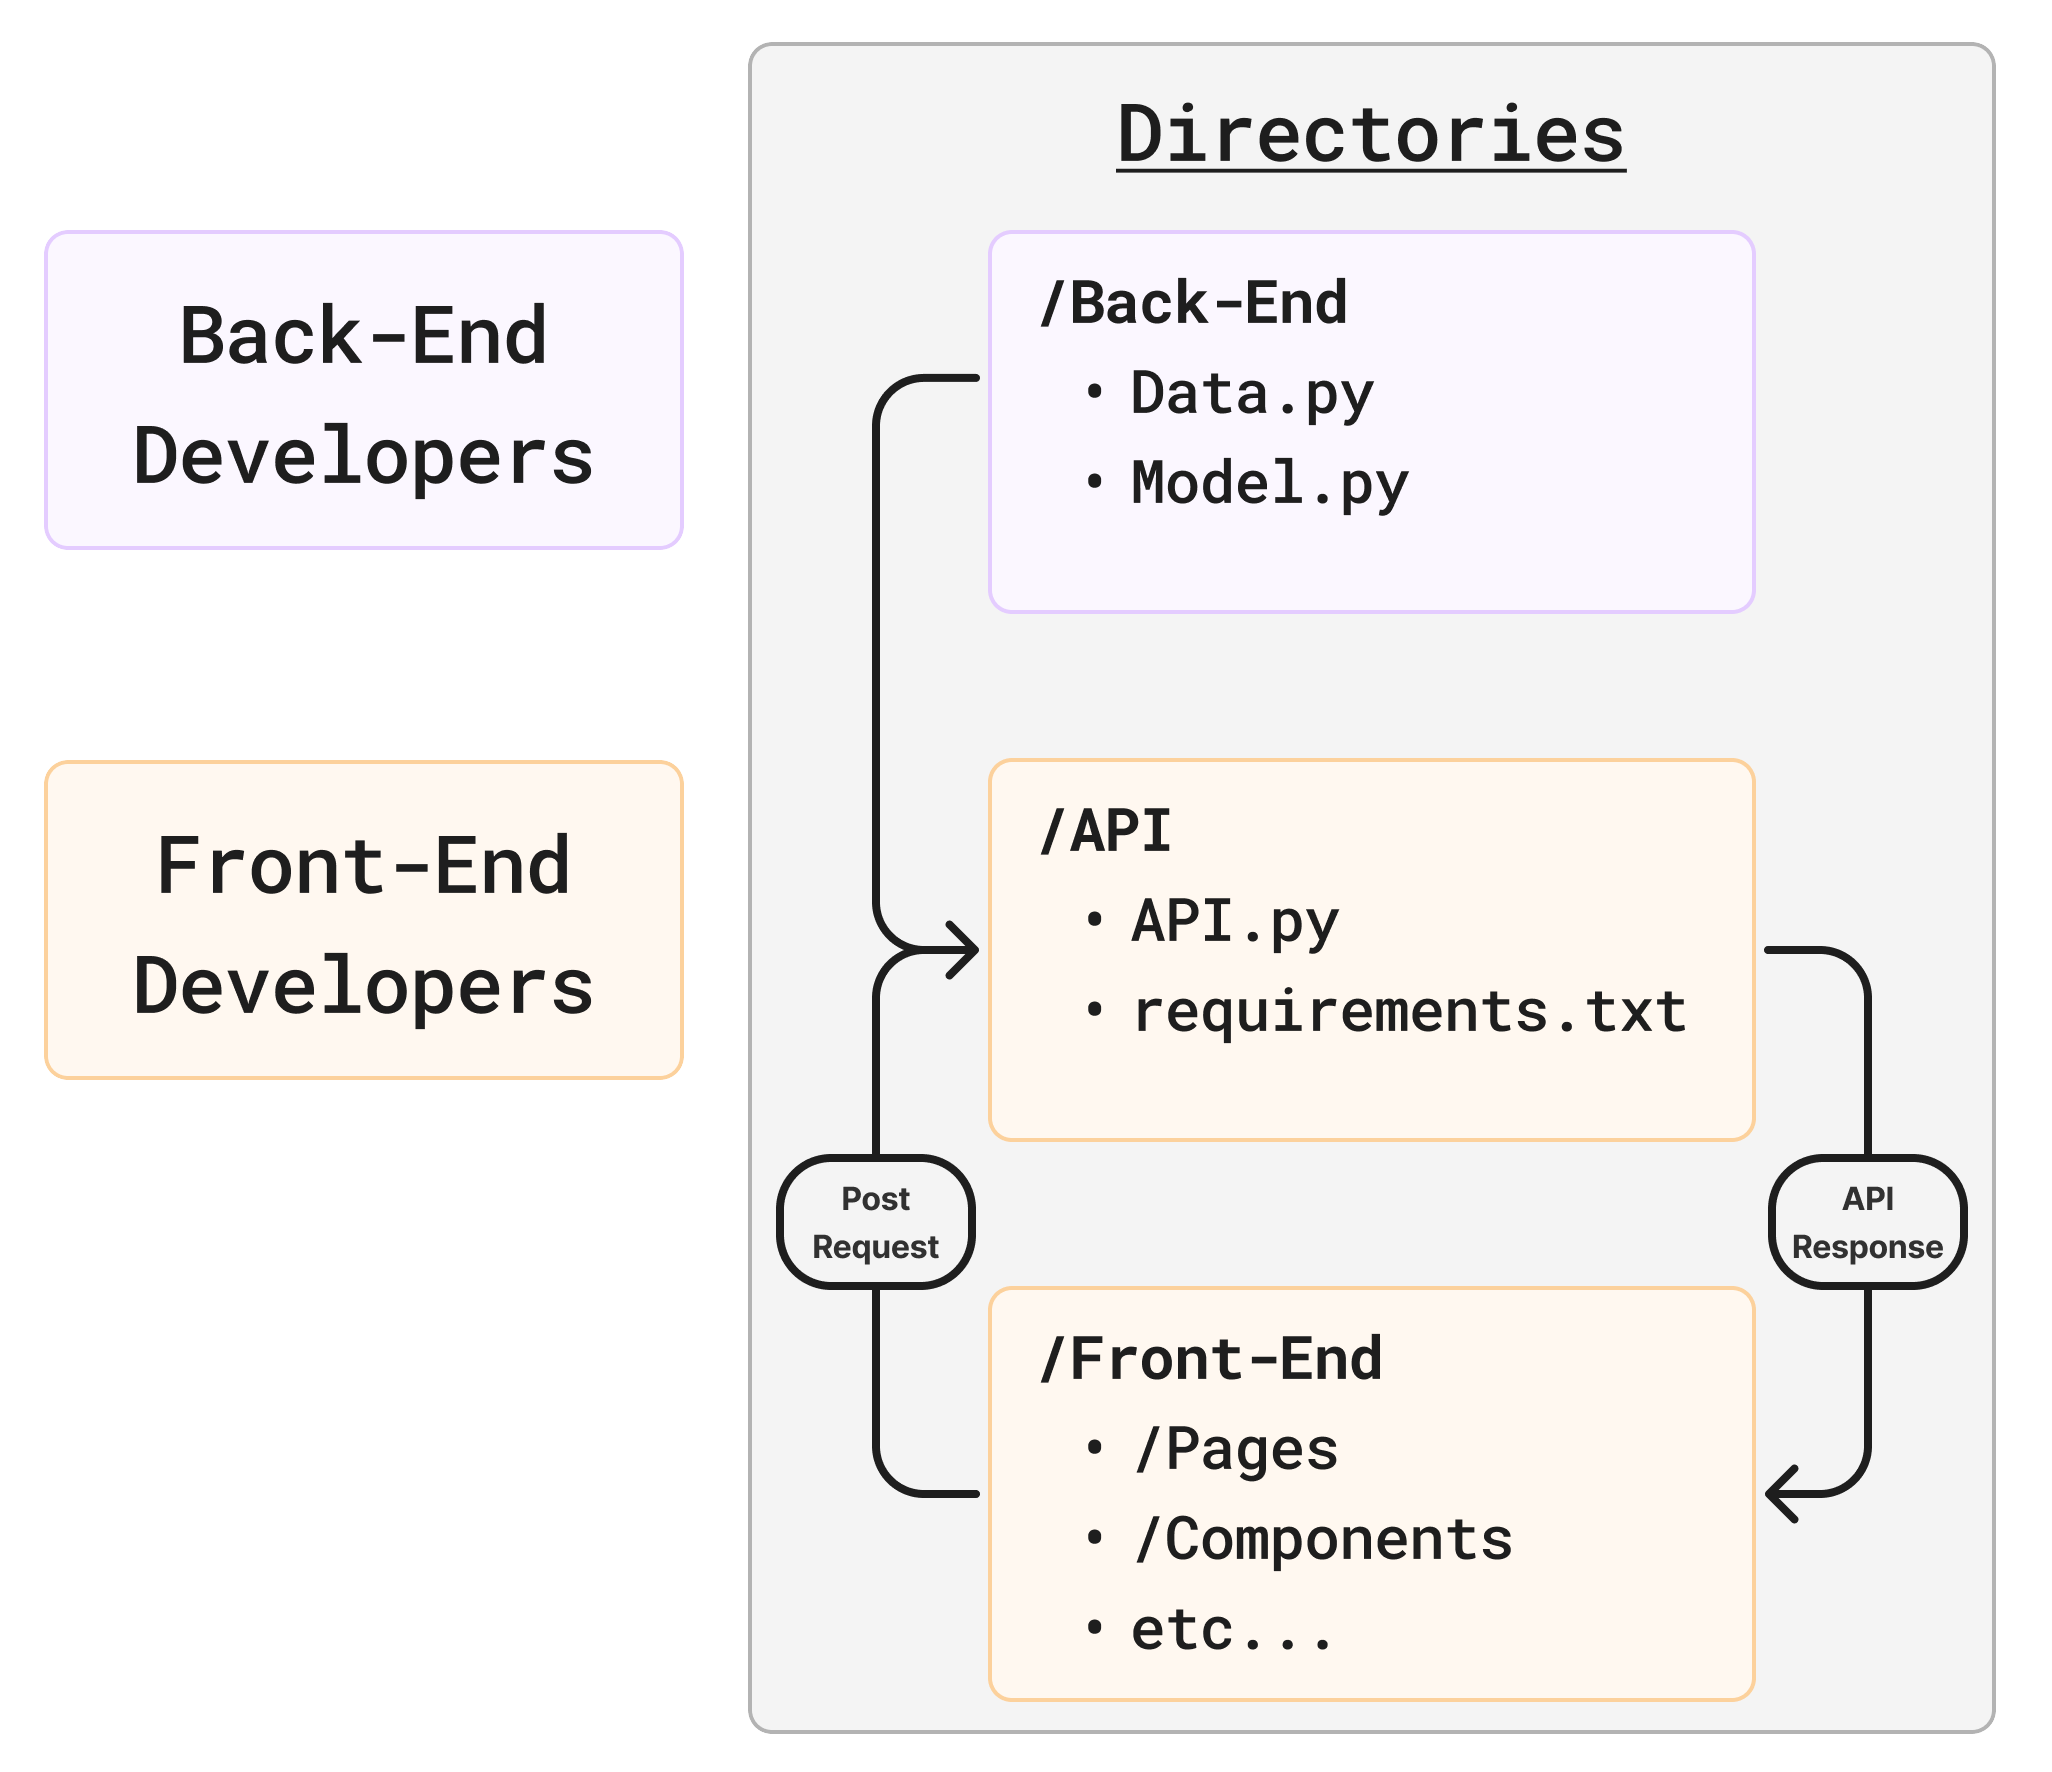 Directories
Back-End
Developers
/Back-End
• Data.py
• Model.py
Front-End
Developers
/API
• API.py
• requirements.txt
Post
Request
API
Response
/Front-End
• /Pages
• /Components
• etc...